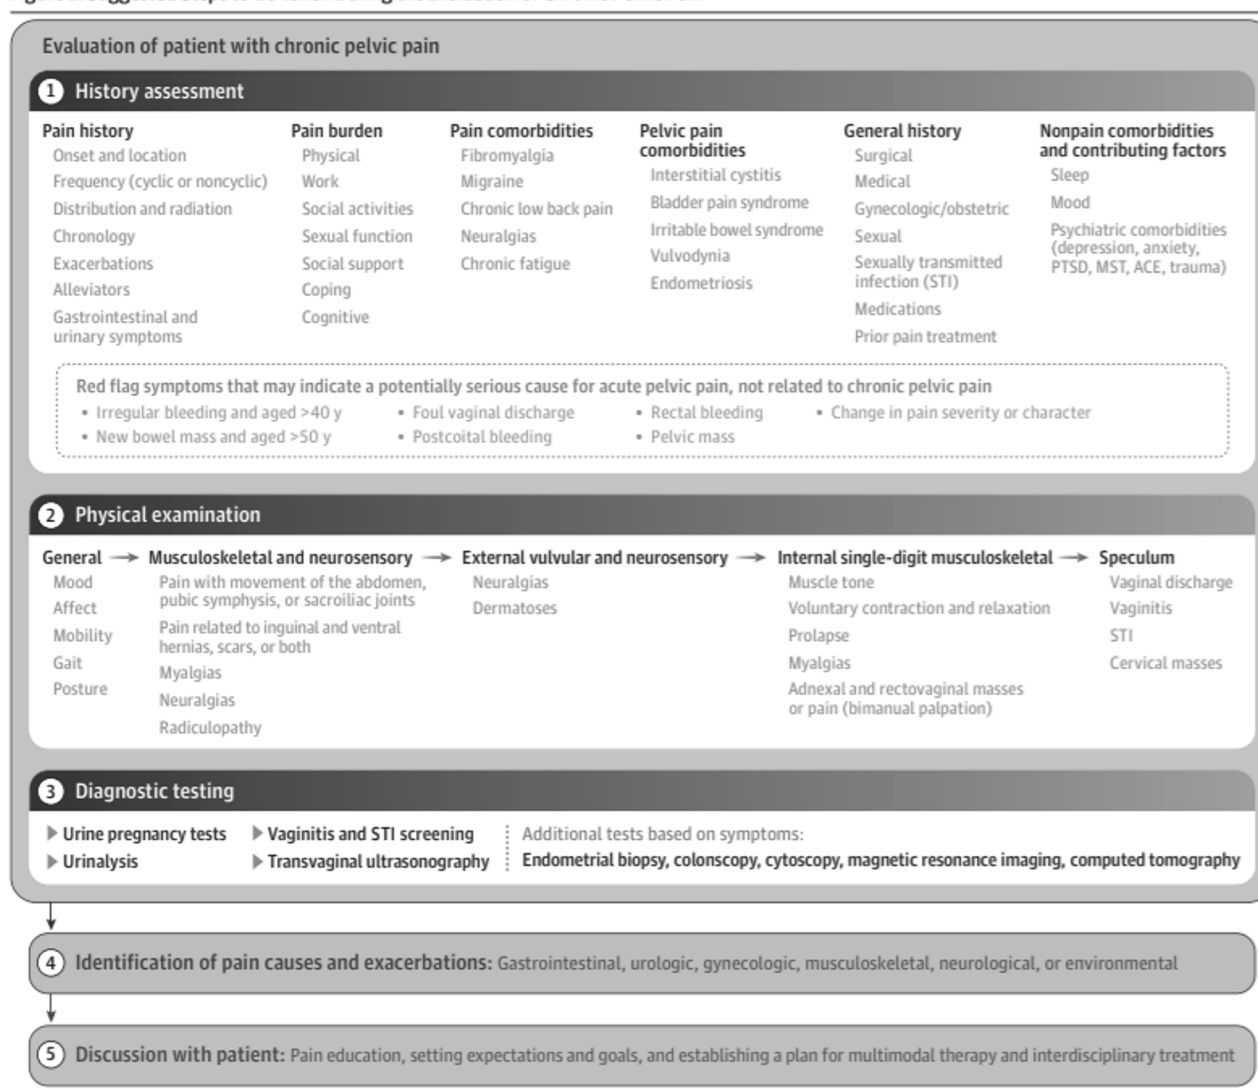 Evaluation of patient with chronic pelvic pain
1 History assessment
Pain history
Onset and location
Frequency (cyclic or noncyclic)
Distribution and radiation
Chronology
Exacerbations
Alleviators
Gastrointestinal and
urinary symptoms
Pain burden
Physical
Work
Social activities
Sexual function
Social support
Coping
Cognitive
Pain comorbidities
Fibromyalgia
Migraine
Chronic low back pain
Neuralgias
Chronic fatigue
Pelvic pain
comorbidities
Interstitial cystitis
Bladder pain syndrome
Irritable bowel syndrome
Vulvodynia
Endometriosis
General history
Surgical
Medical
Gynecologic/obstetric
Sexual
Sexually transmitted
infection (STI)
Medications
Prior pain treatment
Nonpain comorbidities
and contributing factors
Sleep
Mood
Psychiatric comorbidities
(depression, anxiety,
PTSD, MST, ACE, trauma)
Red flag symptoms that may indicate a potentially serious cause for acute pelvic pain, not related to chronic pelvic pain
• Irregular bleeding and aged >40 y
• New bowel mass and aged >50 y
• Foul vaginal discharge
• Postcoital bleeding
• Rectal bleeding
• Pelvic mass
• Change in pain severity or character
2 Physical examination
General
Mood
Affect
Mobility
Gait
Posture
Musculoskeletal and neurosensory
Pain with movement of the abdomen,
pubic symphysis, or sacroiliac joints
Pain related to inguinal and ventral
hernias, scars, or both
Myalgias
Neuralgias
Radiculopathy
External vulvular and neurosensory
Neuralgias
Dermatoses
Internal single-digit musculoskeletal
Muscle tone
Voluntary contraction and relaxation
Prolapse
Myalgias
Adnexal and rectovaginal masses
or pain (bimanual palpation)
Speculum
Vaginal discharge
Vaginitis
STI
Cervical masses
3 Diagnostic testing
Urine pregnancy tests
Urinalysis
Vaginitis and STI screening
Transvaginal ultrasonography
Additional tests based on symptoms:
Endometrial biopsy, colonscopy, cytoscopy, magnetic resonance imaging, computed tomography
4 Identification of pain causes and exacerbations: Gastrointestinal, urologic, gynecologic, musculoskeletal, neurological, or environmental
5 Discussion with patient: Pain education, setting expectations and goals, and establishing a plan for multimodal therapy and interdisciplinary treatment